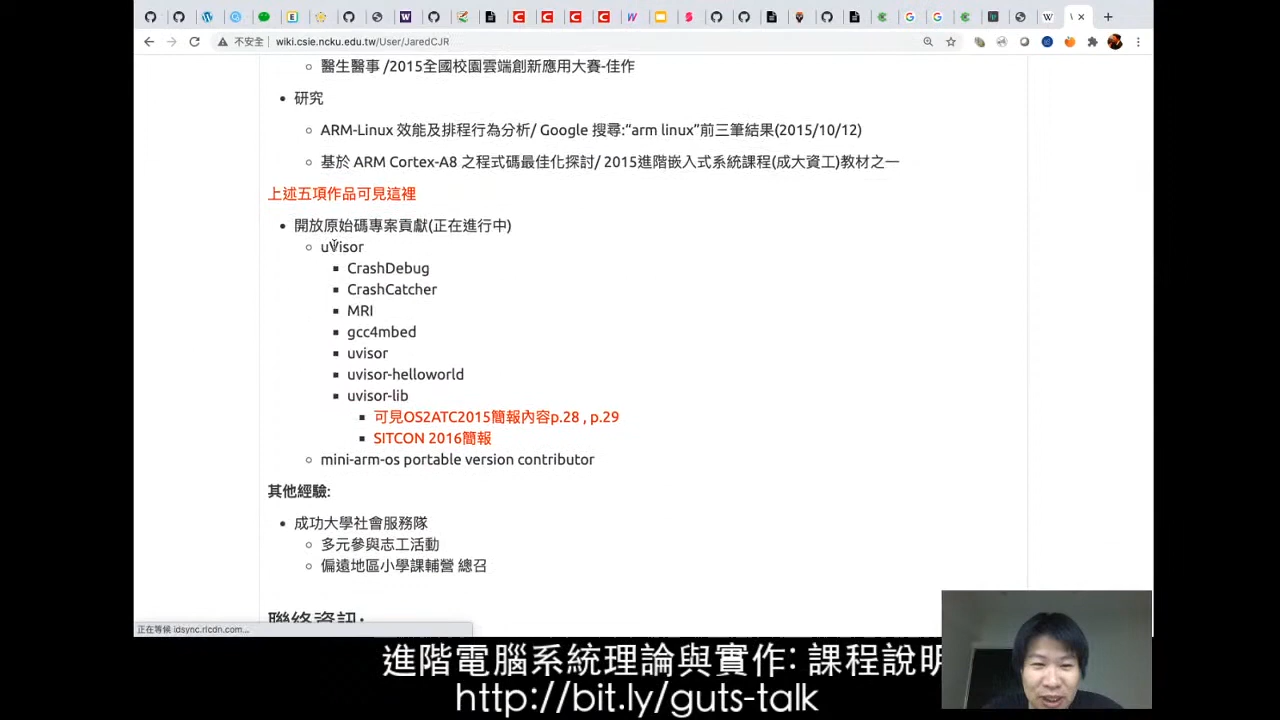 不安全
wiki.csie.ncku.edu.tw/User/JaredCJR
醫生醫事 /2015全國校園雲端創新應用大賽-佳作
研究
ARM-Linux 效能及排程行為分析/ Google 搜尋:“arm linux”前三筆結果(2015/10/12)
基於 ARM Cortex-A8 之程式碼最佳化探討/ 2015進階嵌入式系統課程(成大資工)教材之一
上述五項作品可見這裡
開放原始碼專案貢獻(正在進行中)
uvisor
CrashDebug
CrashCatcher
MRI
gcc4mbed
uvisor
uvisor-helloworld
uvisor-lib
可見OS2ATC2015簡報內容p.28 , p.29
SITCON 2016簡報
mini-arm-os portable version contributor
其他經驗:
成功大學社會服務隊
多元參與志工活動
偏遠地區小學課輔營 總召
聯絡資訊:
正在等候 idsync.rlcdn.com...
進階電腦系統理論與實作: 課程說明
http://bit.ly/guts-talk